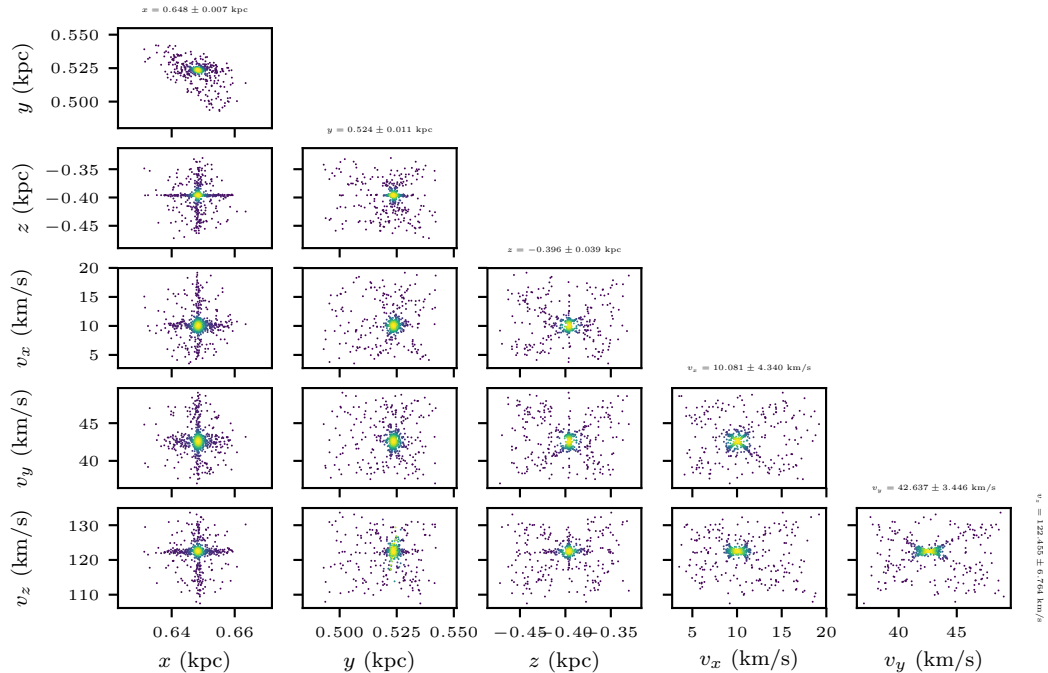 x = 0.648 ± 0.007 kpc
0.550
0.525
0.500
y (kpc)
y = 0.524 ± 0.011 kpc
−0.35
−0.40
−0.45
z (kpc)
z = −0.396 ± 0.039 kpc
20
15
10
5
v_x (km/s)
v_x = 10.081 ± 4.340 km/s
45
40
v_y (km/s)
v_y = 42.637 ± 3.446 km/s
130
120
110
v_z (km/s)
v_z = 122.455 ± 6.764 km/s
0.64 0.66 0.500 0.525 0.550 −0.45 −0.40 −0.35 5 10 15 20 40 45
x (kpc) y (kpc) z (kpc) v_x (km/s) v_y (km/s)